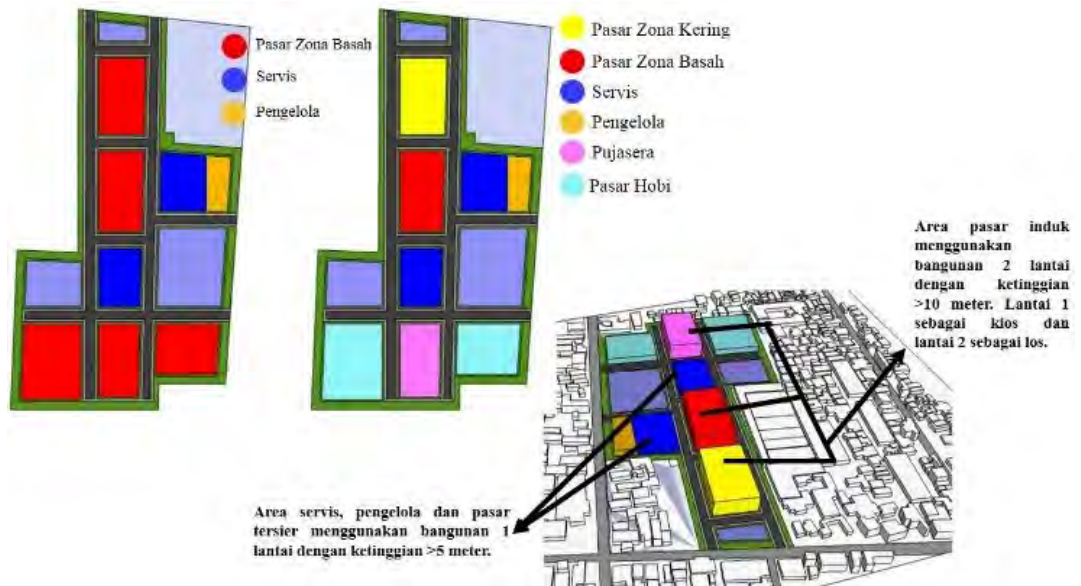 Pasar Zona Basah
Servis
Pengelola
Pasar Zona Kering
Pasar Zona Basah
Servis
Pengelola
Pujasera
Pasar Hobi
Area pasar induk
menggunakan
bangunan 2 lantai
dengan ketinggian
>10 meter. Lantai 1
sebagai kios dan
lantai 2 sebagai los.
Area servis, pengelola dan pasar
tersier menggunakan bangunan 1
lantai dengan ketinggian >5 meter.